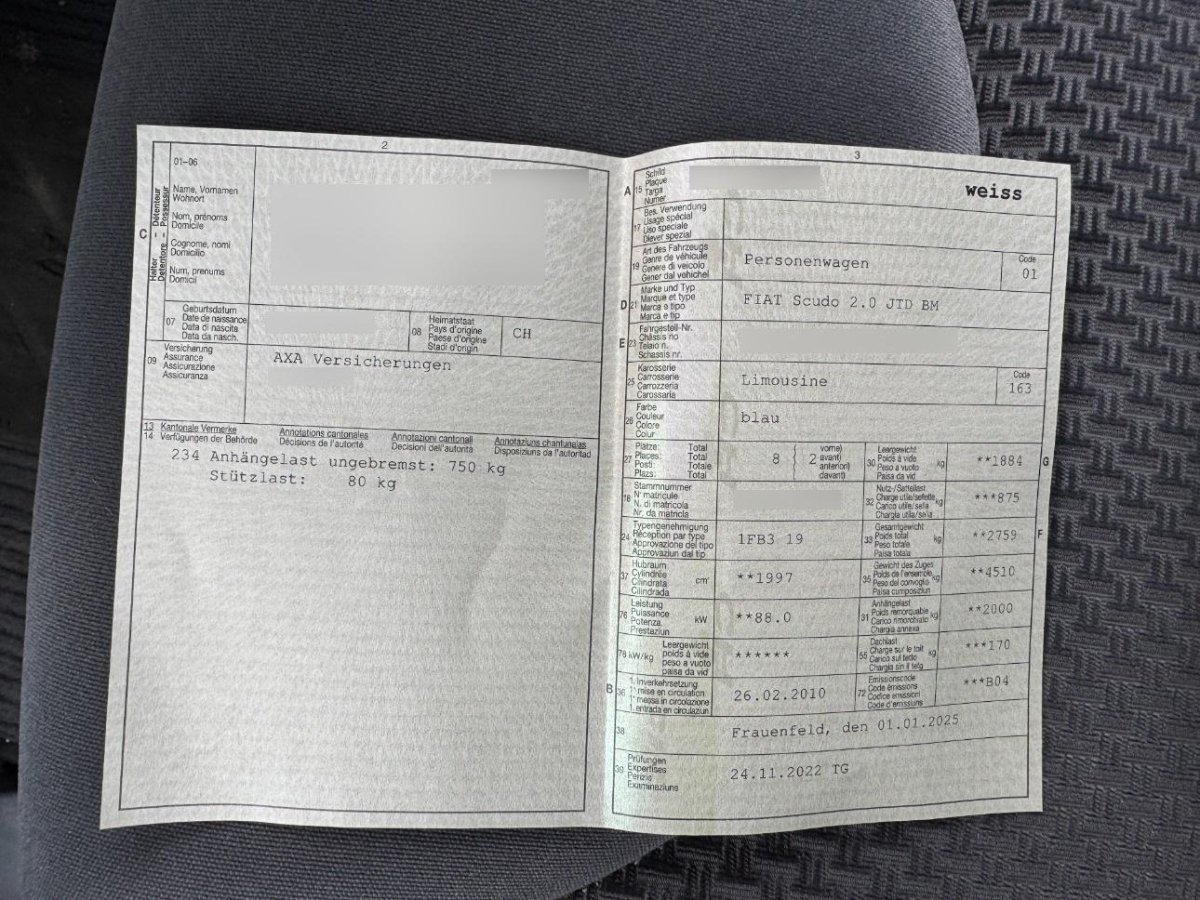 2
01-06
C
Halter - Détenteur
Detentore - Possessur
Name, Vornamen
Wohnort
Nom, prénoms
Domicile
Cognome, nomi
Domicilio
Num, prenums
Domicil
07
Geburtsdatum
Date de naissance
Data di nascita
Data da nasch.
08
Heimatstaat
Pays d'origine
Paese d'origine
Stadi d'origin
CH
09
Versicherung
Assurance
Assicurazione
Assicuranza
AXA Versicherungen
13 Kantonale Vermerke Annotations cantonales Annotazioni cantonali Annotaziuns chantunalas
14 Verfügungen der Behörde Décisions de l'autorité Decisioni dell'autorità Disposiziuns da l'autoritad
234 Anhängelast ungebremst: 750 kg
Stützlast: 80 kg
3
A 15
Schild
Plaque
Targa
Numer
weiss
17
Bes. Verwendung
Usage spécial
Uso speciale
Diever spezial
19
Art des Fahrzeugs
Genre de véhicule
Genere di veicolo
Gener dal vehichel
Personenwagen
Code
01
D 21
Marke und Typ
Marque et type
Marca e tipo
Marca e tip
FIAT Scudo 2.0 JTD BM
E 23
Fahrgestell-Nr.
Châssis no
Telaio n.
Schassis nr.
25
Karosserie
Carrosserie
Carrozzeria
Carossaria
Limousine
Code
163
26
Farbe
Couleur
Colore
Colur
blau
27
Plätze: Total
Places: Total
Posti: Totale
Plazs: Total
8 { 2
vorne)
avant)
anteriori)
davant)
30
Leergewicht
Poids à vide
Peso a vuoto
Paisa da vid
kg
**1884
G
18
Stammnummer
N° matricule
N. di matricola
Nr. da matricla
32
Nutz-/Sattellast
Charge utile/sellette
Carico utile/sella
Chargia utila/sella
kg
***875
24
Typengenehmigung
Réception par type
Approvazione del tipo
Approvaziun dal tip
1FB3 19
33
Gesamtgewicht
Poids total
Peso totale
Paisa totala
kg
**2759
F
37
Hubraum
Cylindrée
Cilindrata
Cilindrada
cm³
**1997
35
Gewicht des Zuges
Poids de l'ensemble
Peso del convoglio
Paisa cumposiziun
kg
**4510
76
Leistung
Puissance
Potenza
Prestaziun
kW
**88.0
31
Anhängelast
Poids remorquable
Carico rimorchiato
Chargia annexa
kg
**2000
78 kW/kg
Leergewicht
poids à vide
peso a vuoto
paisa da vid
******
55
Dachlast
Charge sur le toit
Carico sul tetto
Chargia sin il tetg
kg
***170
B 36
1. Inverkehrsetzung
1re mise en circulation
1a messa in circolazione
1. entrada en circulaziun
26.02.2010
72
Emissionscode
Code émissions
Codice emissioni
Code d'emissiuns
***B04
38
Frauenfeld, den 01.01.2025
39
Prüfungen
Expertises
Perizie
Examinaziuns
24.11.2022 TG